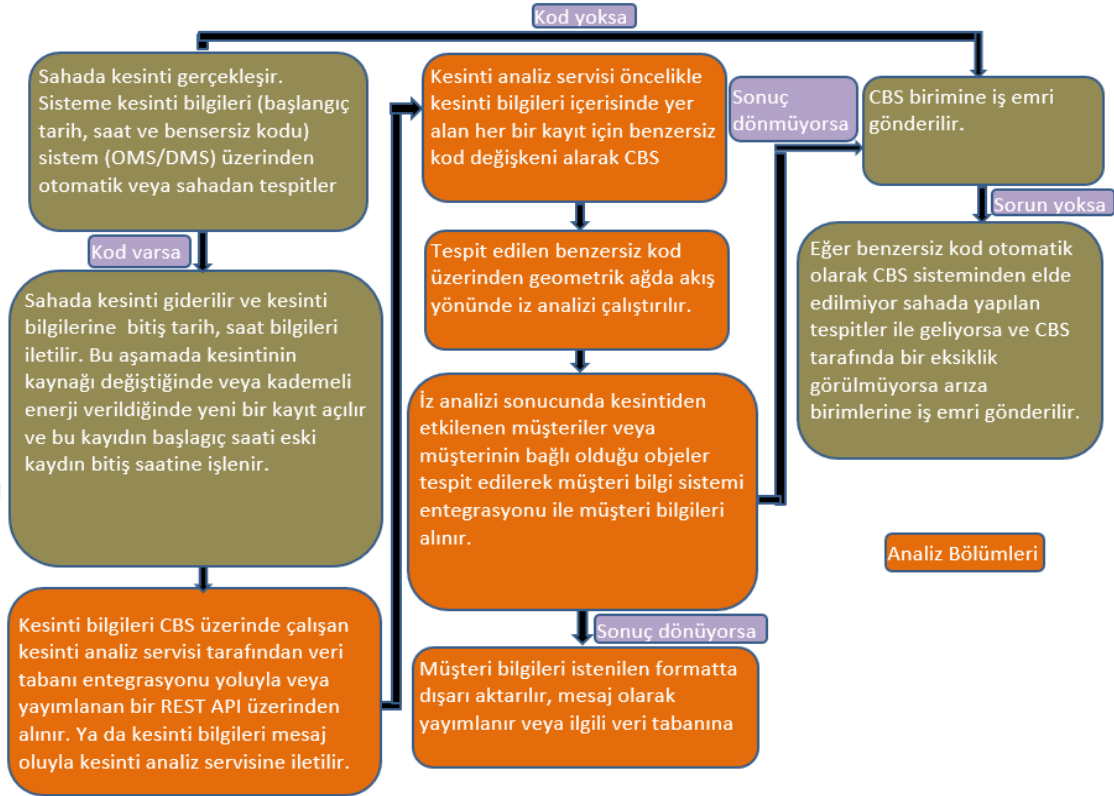 Kod yoksa
Sahada kesinti gerçekleşir.
Sisteme kesinti bilgileri (başlangıç
tarih, saat ve bensersiz kodu)
sistem (OMS/DMS) üzerinden
otomatik veya sahadan tespitler
Kod varsa
Sahada kesinti giderilir ve kesinti
bilgilerine bitiş tarih, saat bilgileri
iletilir. Bu aşamada kesintinin
kaynağı değiştiğinde veya kademeli
enerji verildiğinde yeni bir kayıt açılır
ve bu kayıdın başlagıç saati eski
kaydın bitiş saatine işlenir.
Kesinti bilgileri CBS üzerinde çalışan
kesinti analiz servisi tarafından veri
tabanı entegrasyonu yoluyla veya
yayımlanan bir REST API üzerinden
alınır. Ya da kesinti bilgileri mesaj
oluyla kesinti analiz servisine iletilir.
Kesinti analiz servisi öncelikle
kesinti bilgileri içerisinde yer
alan her bir kayıt için benzersiz
kod değişkeni alarak CBS
Tespit edilen benzersiz kod
üzerinden geometrik ağda akış
yönünde iz analizi çalıştırılır.
İz analizi sonucunda kesintiden
etkilenen müşteriler veya
müşterinin bağlı olduğu objeler
tespit edilerek müşteri bilgi sistemi
entegrasyonu ile müşteri bilgileri
alınır.
Sonuç dönüyorsa
Müşteri bilgileri istenilen formatta
dışarı aktarılır, mesaj olarak
yayımlanır veya ilgili veri tabanına
Sonuç
dönmüyorsa
CBS birimine iş emri
gönderilir.
Sorun yoksa
Eğer benzersiz kod otomatik
olarak CBS sisteminden elde
edilmiyor sahada yapılan
tespitler ile geliyorsa ve CBS
tarafında bir eksiklik
görülmüyorsa arıza
birimlerine iş emri gönderilir.
Analiz Bölümleri